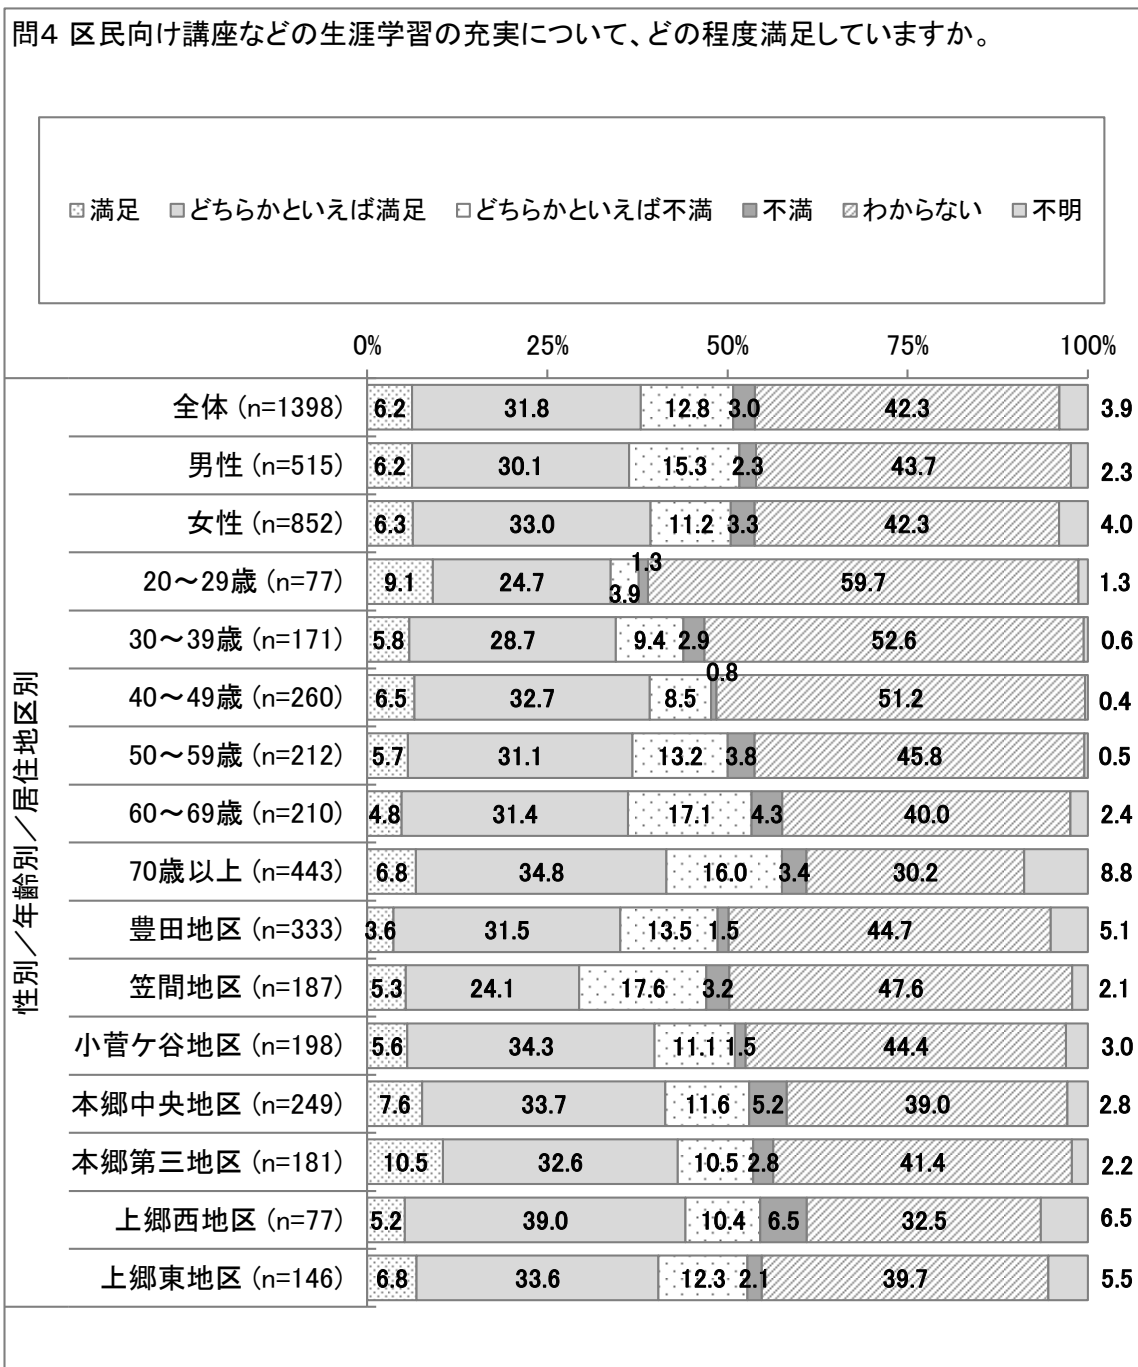 問4 区民向け講座などの生涯学習の充実について、どの程度満足していますか。
満足 どちらかといえば満足 どちらかといえば不満 不満 わからない 不明
0% 25% 50% 75% 100%
性別／年齢別／居住地区別
全体 (n=1398) 6.2 31.8 12.8 3.0 42.3 3.9
男性 (n=515) 6.2 30.1 15.3 2.3 43.7 2.3
女性 (n=852) 6.3 33.0 11.2 3.3 42.3 4.0
20～29歳 (n=77) 9.1 24.7 3.9 1.3 59.7 1.3
30～39歳 (n=171) 5.8 28.7 9.4 2.9 52.6 0.6
40～49歳 (n=260) 6.5 32.7 8.5 0.8 51.2 0.4
50～59歳 (n=212) 5.7 31.1 13.2 3.8 45.8 0.5
60～69歳 (n=210) 4.8 31.4 17.1 4.3 40.0 2.4
70歳以上 (n=443) 6.8 34.8 16.0 3.4 30.2 8.8
豊田地区 (n=333) 3.6 31.5 13.5 1.5 44.7 5.1
笠間地区 (n=187) 5.3 24.1 17.6 3.2 47.6 2.1
小菅ケ谷地区 (n=198) 5.6 34.3 11.1 1.5 44.4 3.0
本郷中央地区 (n=249) 7.6 33.7 11.6 5.2 39.0 2.8
本郷第三地区 (n=181) 10.5 32.6 10.5 2.8 41.4 2.2
上郷西地区 (n=77) 5.2 39.0 10.4 6.5 32.5 6.5
上郷東地区 (n=146) 6.8 33.6 12.3 2.1 39.7 5.5